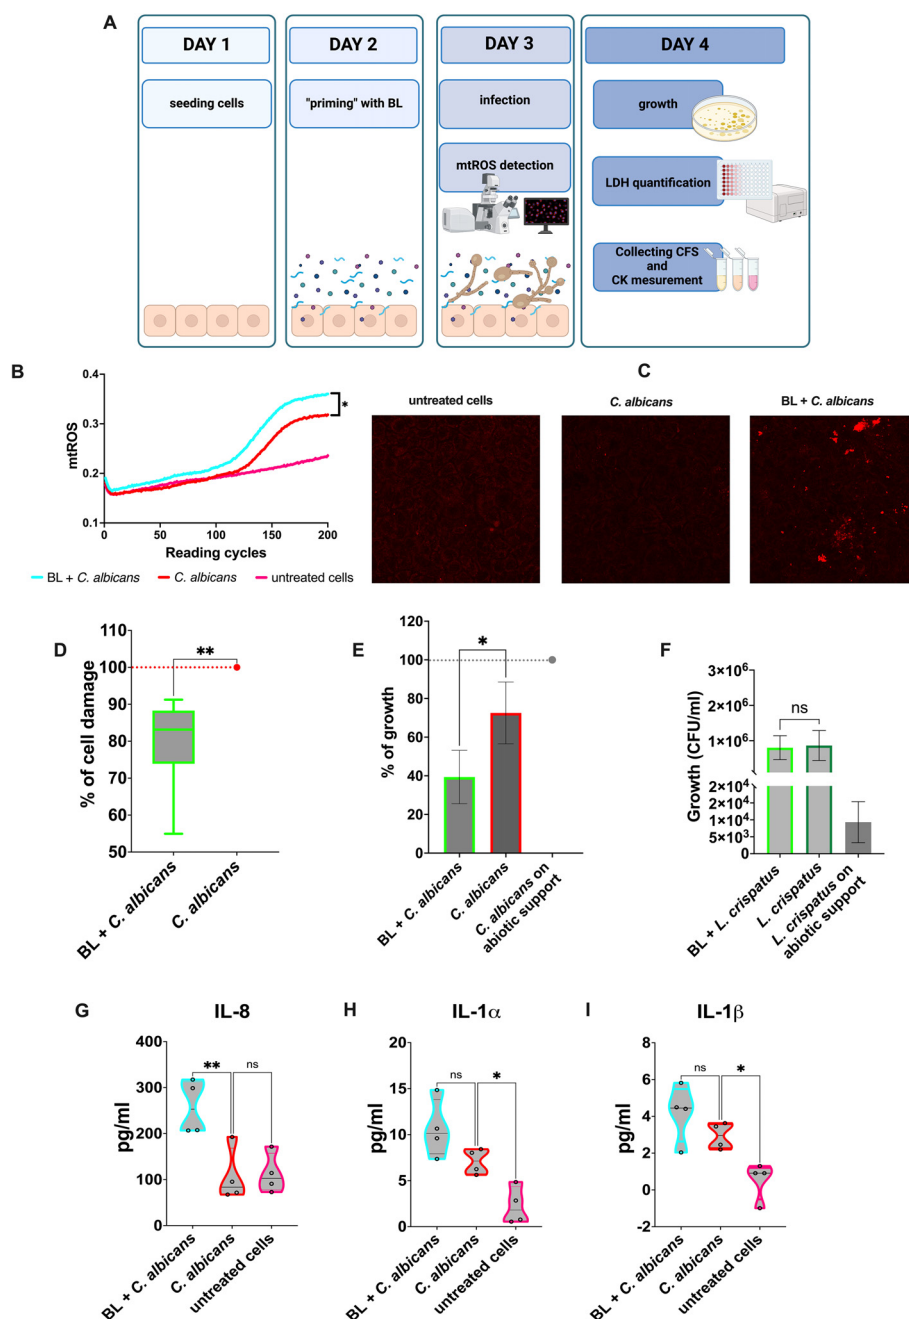 A
DAY 1
DAY 2
DAY 3
DAY 4
seeding cells
"priming" with BL
infection
growth
mtROS detection
LDH quantification
Collecting CFS
and
CK mesurement
B
C
0.4
0.3
0.2
0.1
mtROS
0
50
100
150
200
Reading cycles
*
BL + C. albicans
C. albicans
untreated cells
untreated cells
C. albicans
BL + C. albicans
D
110
100
90
80
70
60
50
% of cell damage
**
BL + C. albicans
C. albicans
E
120
100
80
60
40
20
0
% of growth
*
BL + C. albicans
C. albicans
C. albicans on
abiotic support
F
3×10⁶
2×10⁶
1×10⁶
2×10⁴
1×10⁴
5×10³
0
Growth (CFU/ml)
ns
BL + L. crispatus
L. crispatus
L. crispatus on
abiotic support
G
IL-8
400
300
200
100
0
pg/ml
**
ns
BL + C. albicans
C. albicans
untreated cells
H
IL-1α
20
15
10
5
0
pg/ml
ns
*
BL + C. albicans
C. albicans
untreated cells
I
IL-1β
8
6
4
2
0
-2
pg/ml
ns
*
BL + C. albicans
C. albicans
untreated cells